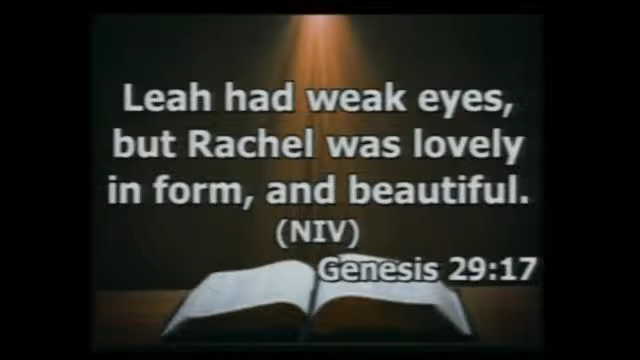 Leah had weak eyes,
but Rachel was lovely
in form, and beautiful.
(NIV)
Genesis 29:17